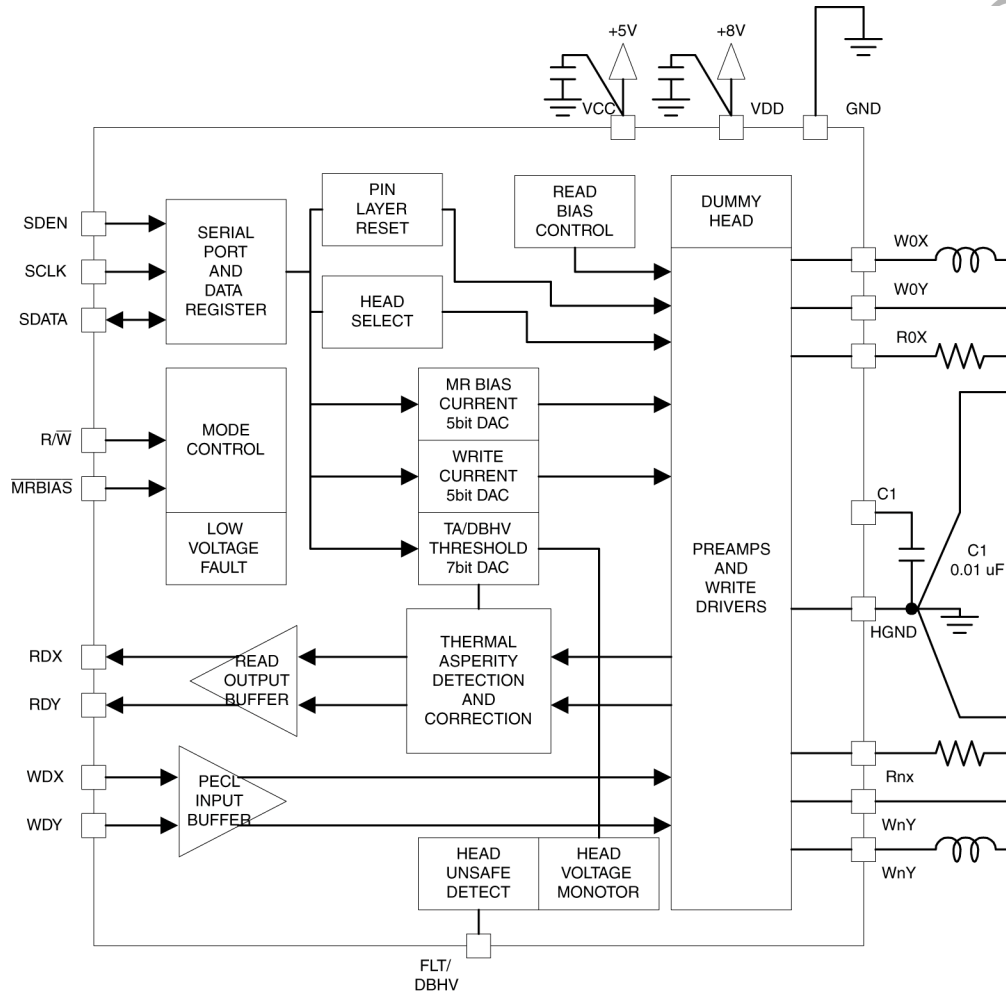 +5V
+8V
VCC
VDD
GND
SDEN
SCLK
SDATA
SERIAL
PORT
AND
DATA
REGISTER
PIN
LAYER
RESET
READ
BIAS
CONTROL
DUMMY
HEAD
HEAD
SELECT
W0X
W0Y
R0X
R/W̅
M̅R̅B̅I̅A̅S̅
MODE
CONTROL
LOW
VOLTAGE
FAULT
MR BIAS
CURRENT
5bit DAC
WRITE
CURRENT
5bit DAC
TA/DBHV
THRESHOLD
7bit DAC
PREAMPS
AND
WRITE
DRIVERS
C1
C1
0.01 uF
HGND
RDX
RDY
READ
OUTPUT
BUFFER
THERMAL
ASPERITY
DETECTION
AND
CORRECTION
WDX
WDY
PECL
INPUT
BUFFER
Rnx
WnY
WnY
HEAD
UNSAFE
DETECT
HEAD
VOLTAGE
MONOTOR
FLT/
DBHV